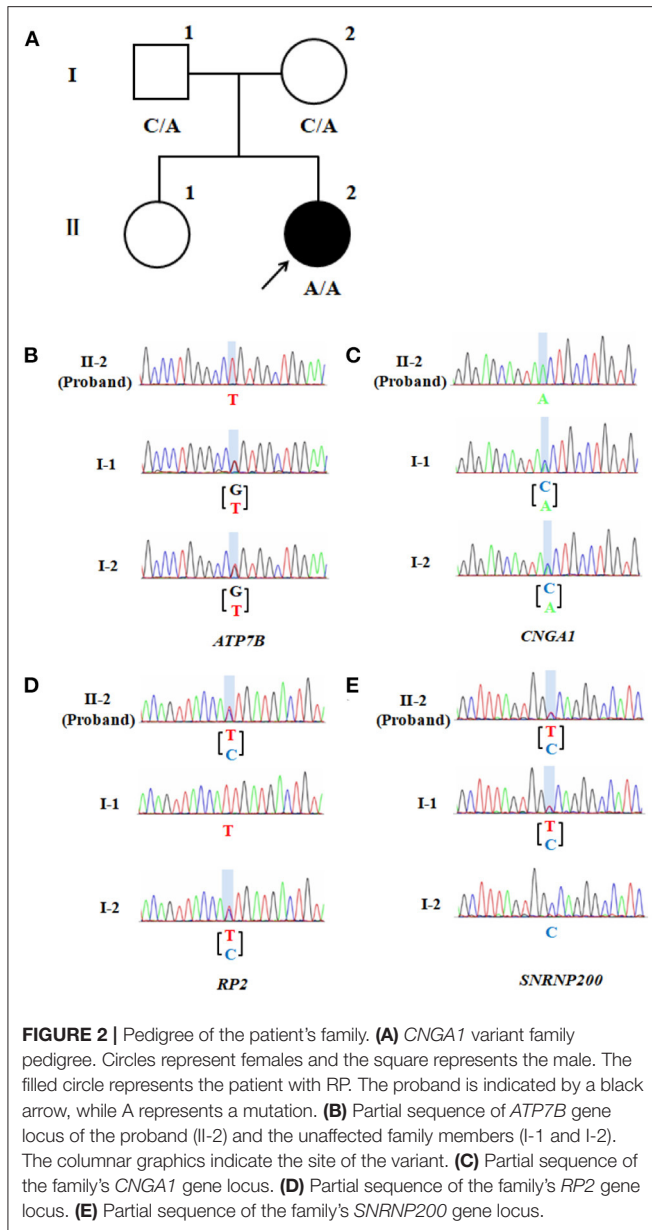 A
1
2
I
C/A
C/A
1
2
II
A/A
B
C
II-2
(Proband)
T
II-2
(Proband)
A
I-1
[G
T]
I-1
[C
A]
I-2
[G
T]
I-2
[C
A]
ATP7B
CNGA1
D
E
II-2
(Proband)
[T
C]
II-2
(Proband)
[T
C]
I-1
T
I-1
[T
C]
I-2
[T
C]
I-2
C
RP2
SNRNP200
FIGURE 2 | Pedigree of the patient's family. (A) CNGA1 variant family
pedigree. Circles represent females and the square represents the male. The
filled circle represents the patient with RP. The proband is indicated by a black
arrow, while A represents a mutation. (B) Partial sequence of ATP7B gene
locus of the proband (II-2) and the unaffected family members (I-1 and I-2).
The columnar graphics indicate the site of the variant. (C) Partial sequence of
the family's CNGA1 gene locus. (D) Partial sequence of the family's RP2 gene
locus. (E) Partial sequence of the family's SNRNP200 gene locus.